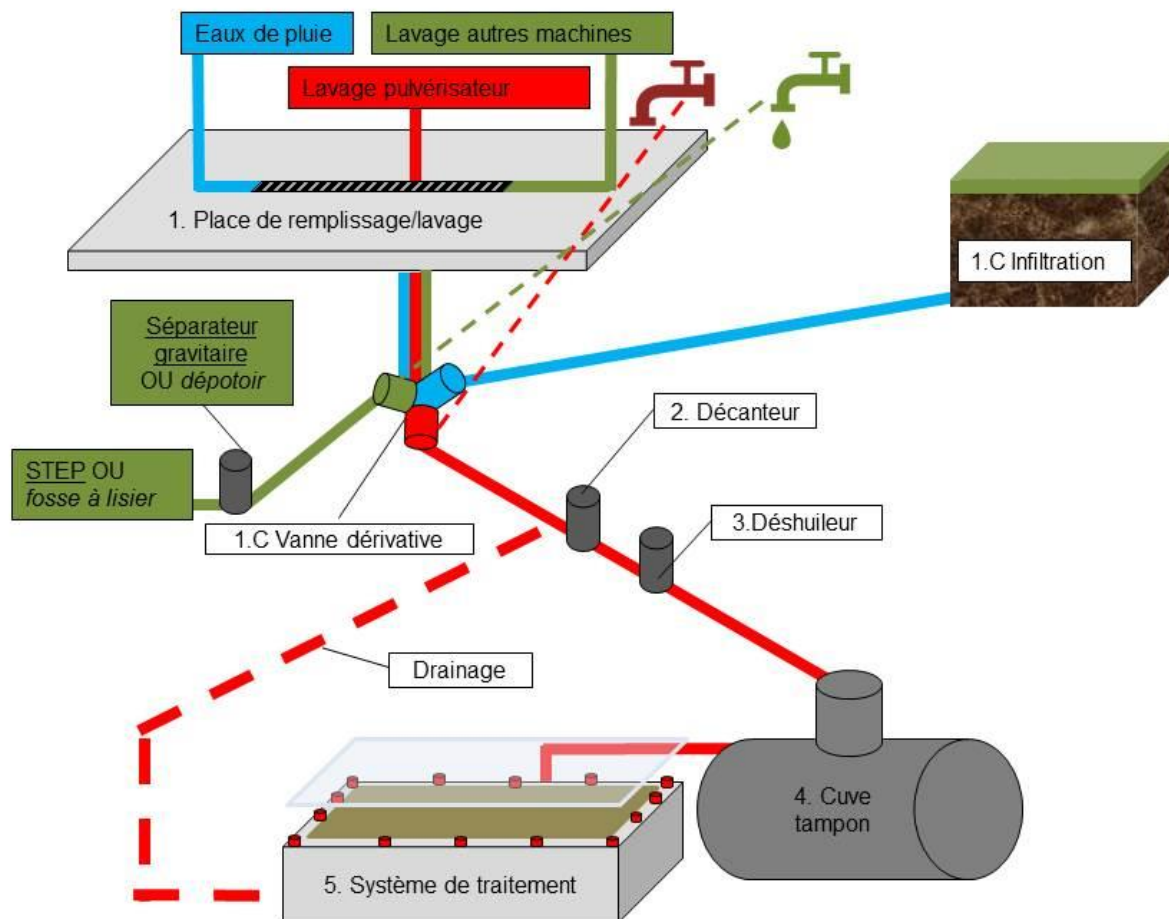 Eaux de pluie
Lavage autres machines
Lavage pulvérisateur
1. Place de remplissage/lavage
1.C Infiltration
Séparateur
gravitaire
OU dépotoir
2. Décanteur
STEP OU
fosse à lisier
1.C Vanne dérivative
3.Déshuileur
Drainage
4. Cuve
tampon
5. Système de traitement